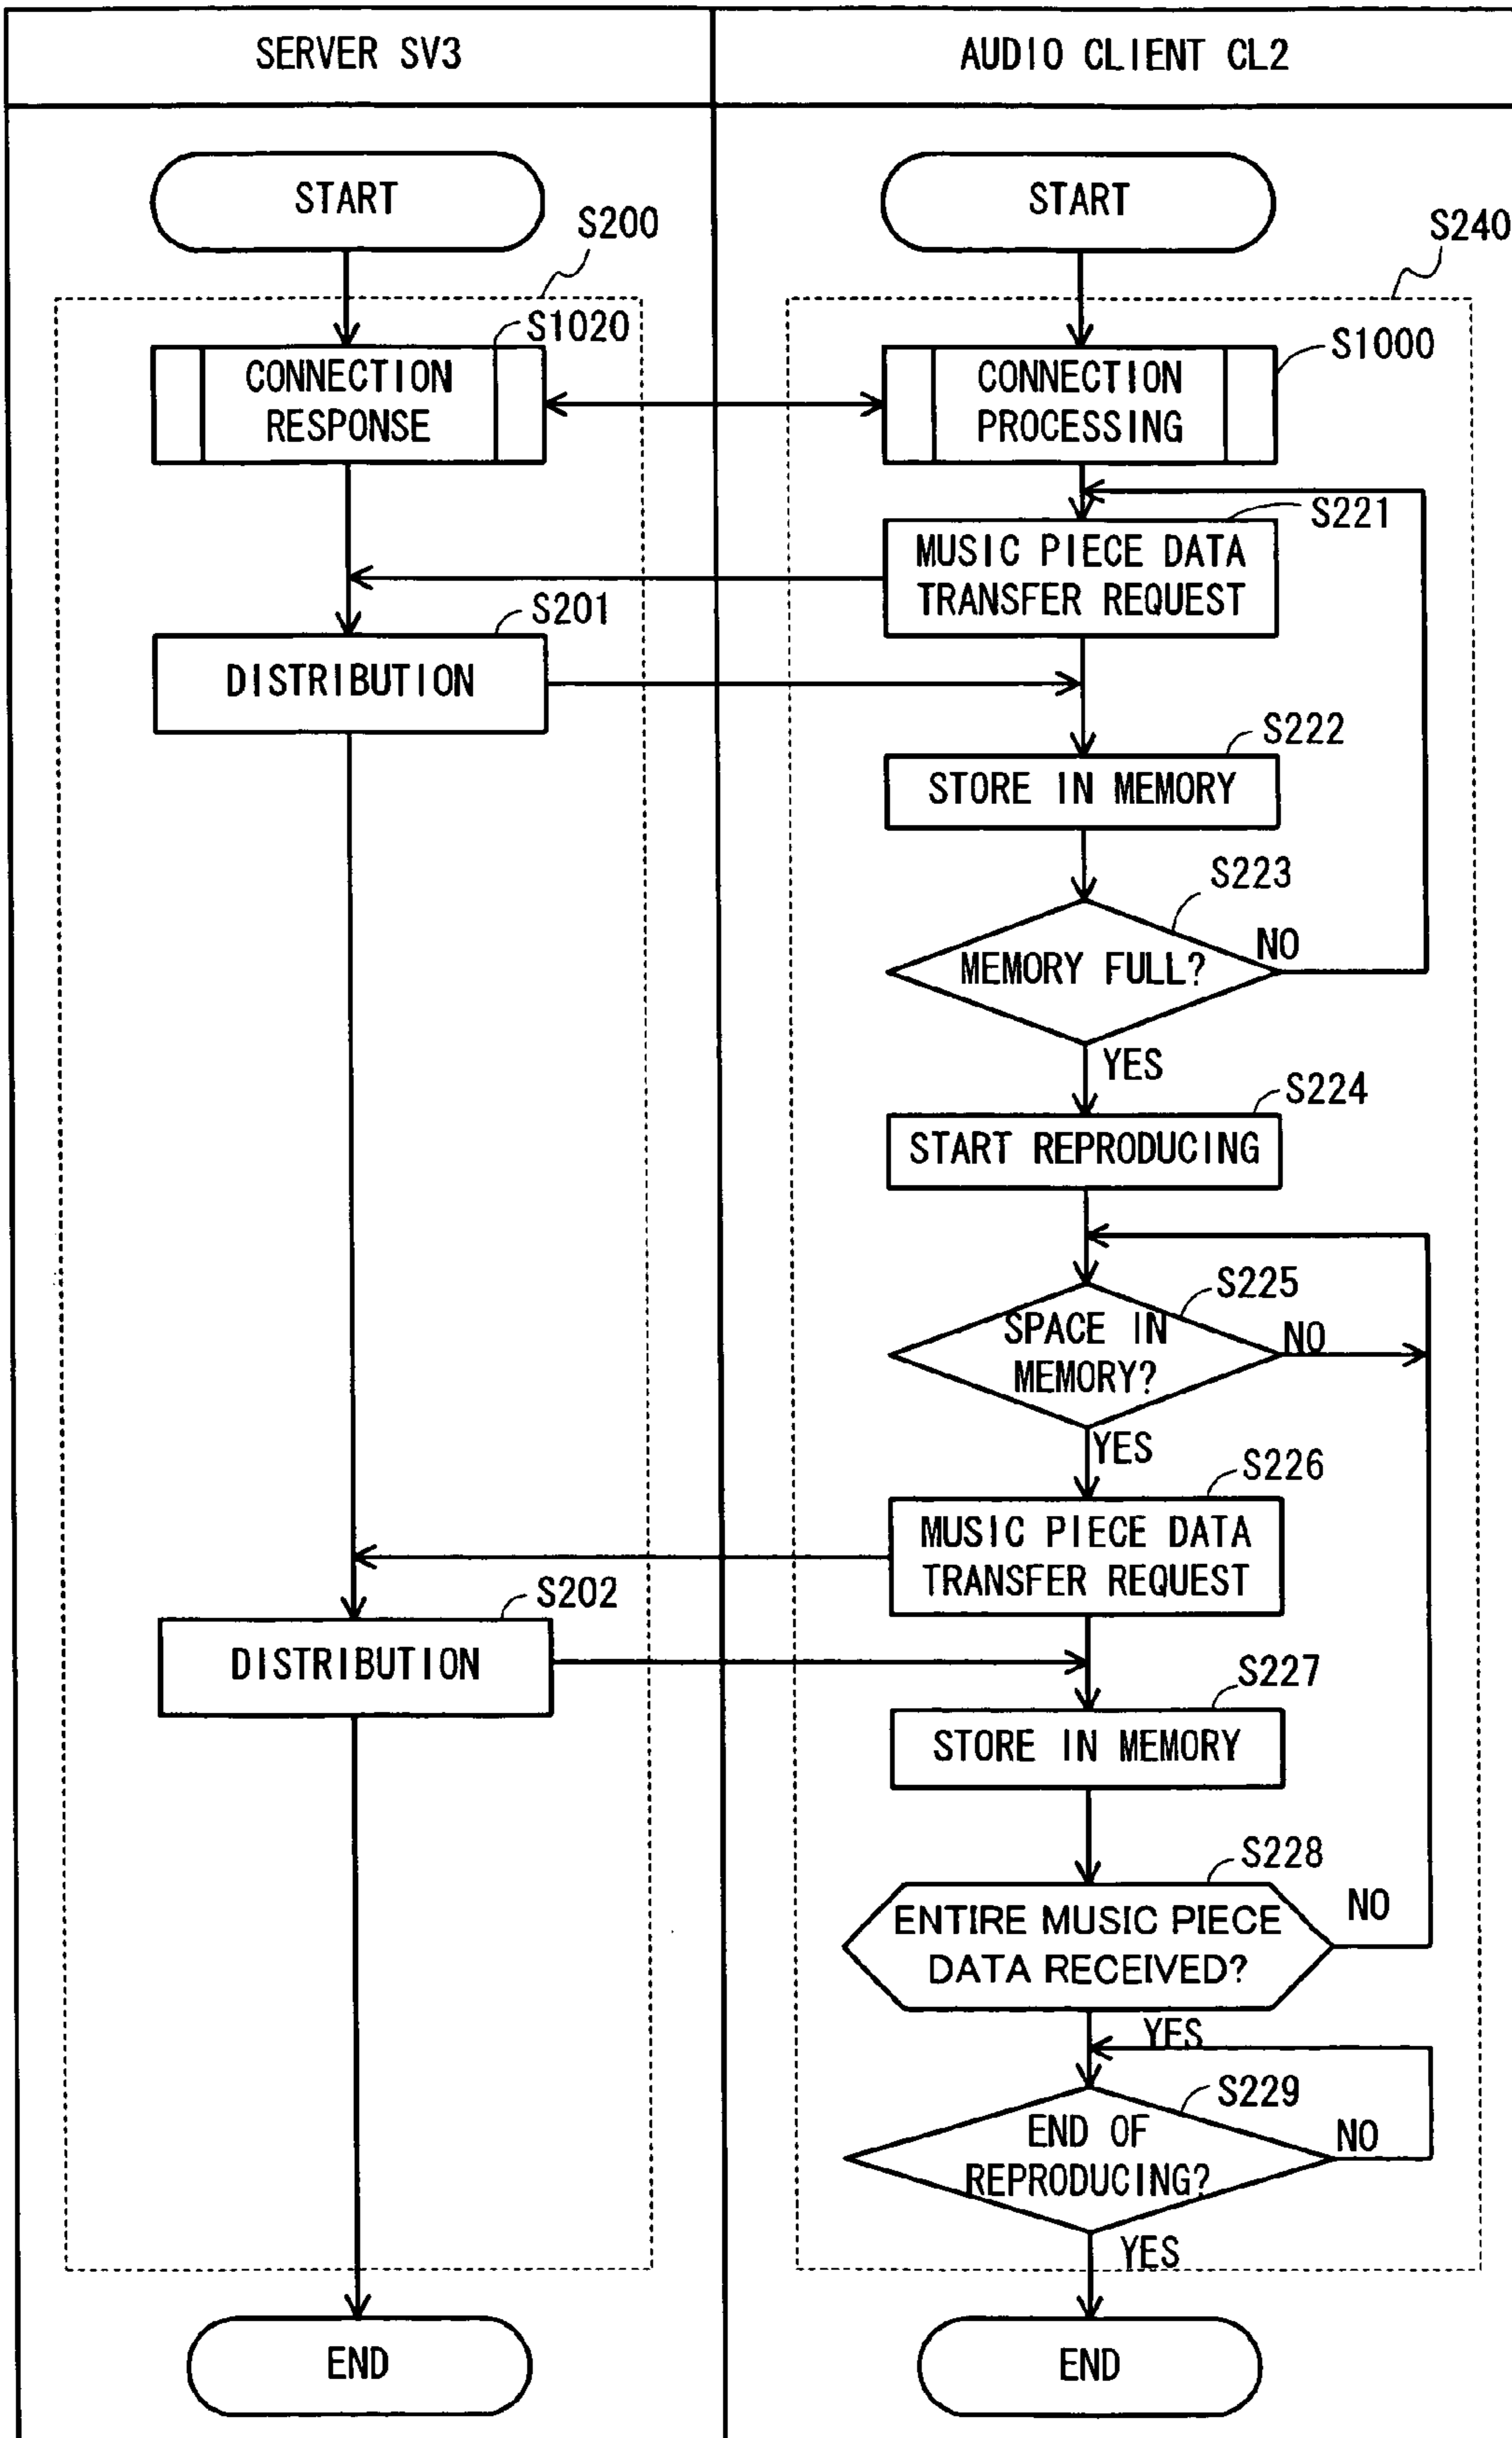 SERVER SV3
AUDIO CLIENT CL2
START
S200
S1020
CONNECTION
RESPONSE
S201
DISTRIBUTION
S202
DISTRIBUTION
END
START
S240
S1000
CONNECTION
PROCESSING
S221
MUSIC PIECE DATA
TRANSFER REQUEST
S222
STORE IN MEMORY
S223
MEMORY FULL?
NO
YES
S224
START REPRODUCING
S225
SPACE IN
MEMORY?
NO
YES
S226
MUSIC PIECE DATA
TRANSFER REQUEST
S227
STORE IN MEMORY
S228
ENTIRE MUSIC PIECE
DATA RECEIVED?
NO
YES
S229
END OF
REPRODUCING?
NO
YES
END